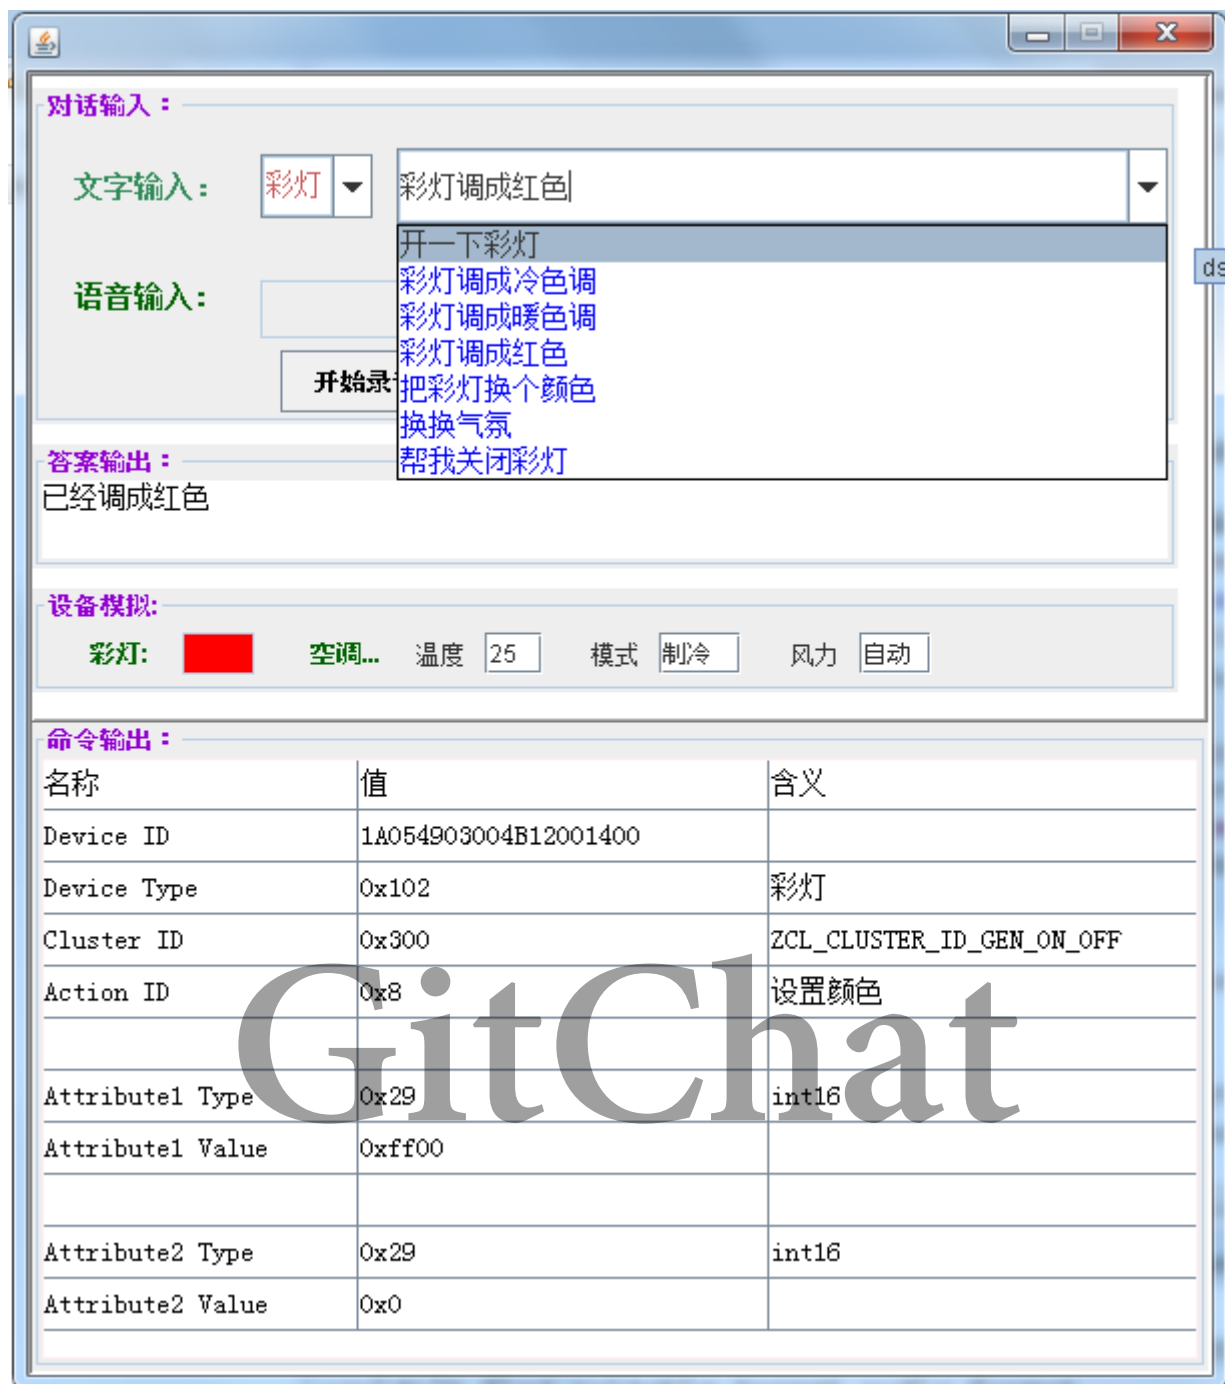 对话输入：
文字输入： 彩灯 彩灯调成红色
开一下彩灯
彩灯调成冷色调
ds
语音输入：
彩灯调成暖色调
彩灯调成红色
开始录
把彩灯换个颜色
换换气氛
帮我关闭彩灯
答案输出：
已经调成红色
设备模拟:
彩灯: 空调... 温度 25 模式 制冷 风力 自动
命令输出：
名称 值 含义
Device ID 1A054903004B12001400
Device Type 0x102 彩灯
Cluster ID 0x300 ZCL_CLUSTER_ID_GEN_ON_OFF
Action ID 0x8 设置颜色
GitChat
Attribute1 Type 0x29 int16
Attribute1 Value 0xff00
Attribute2 Type 0x29 int16
Attribute2 Value 0x0